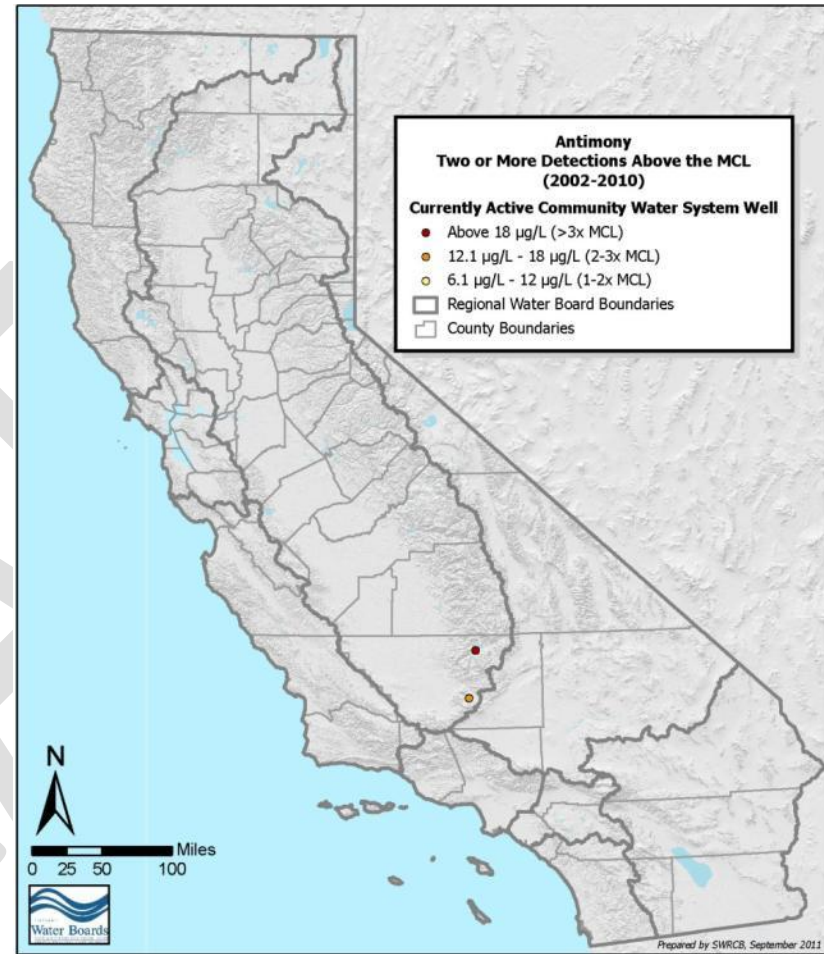 Antimony
Two or More Detections Above the MCL
(2002-2010)
Currently Active Community Water System Well
Above 18 µg/L (>3x MCL)
12.1 µg/L - 18 µg/L (2-3x MCL)
6.1 µg/L - 12 µg/L (1-2x MCL)
Regional Water Board Boundaries
County Boundaries
N
Miles
0 25 50 100
Water Boards
Prepared by SWRCB, September 2011